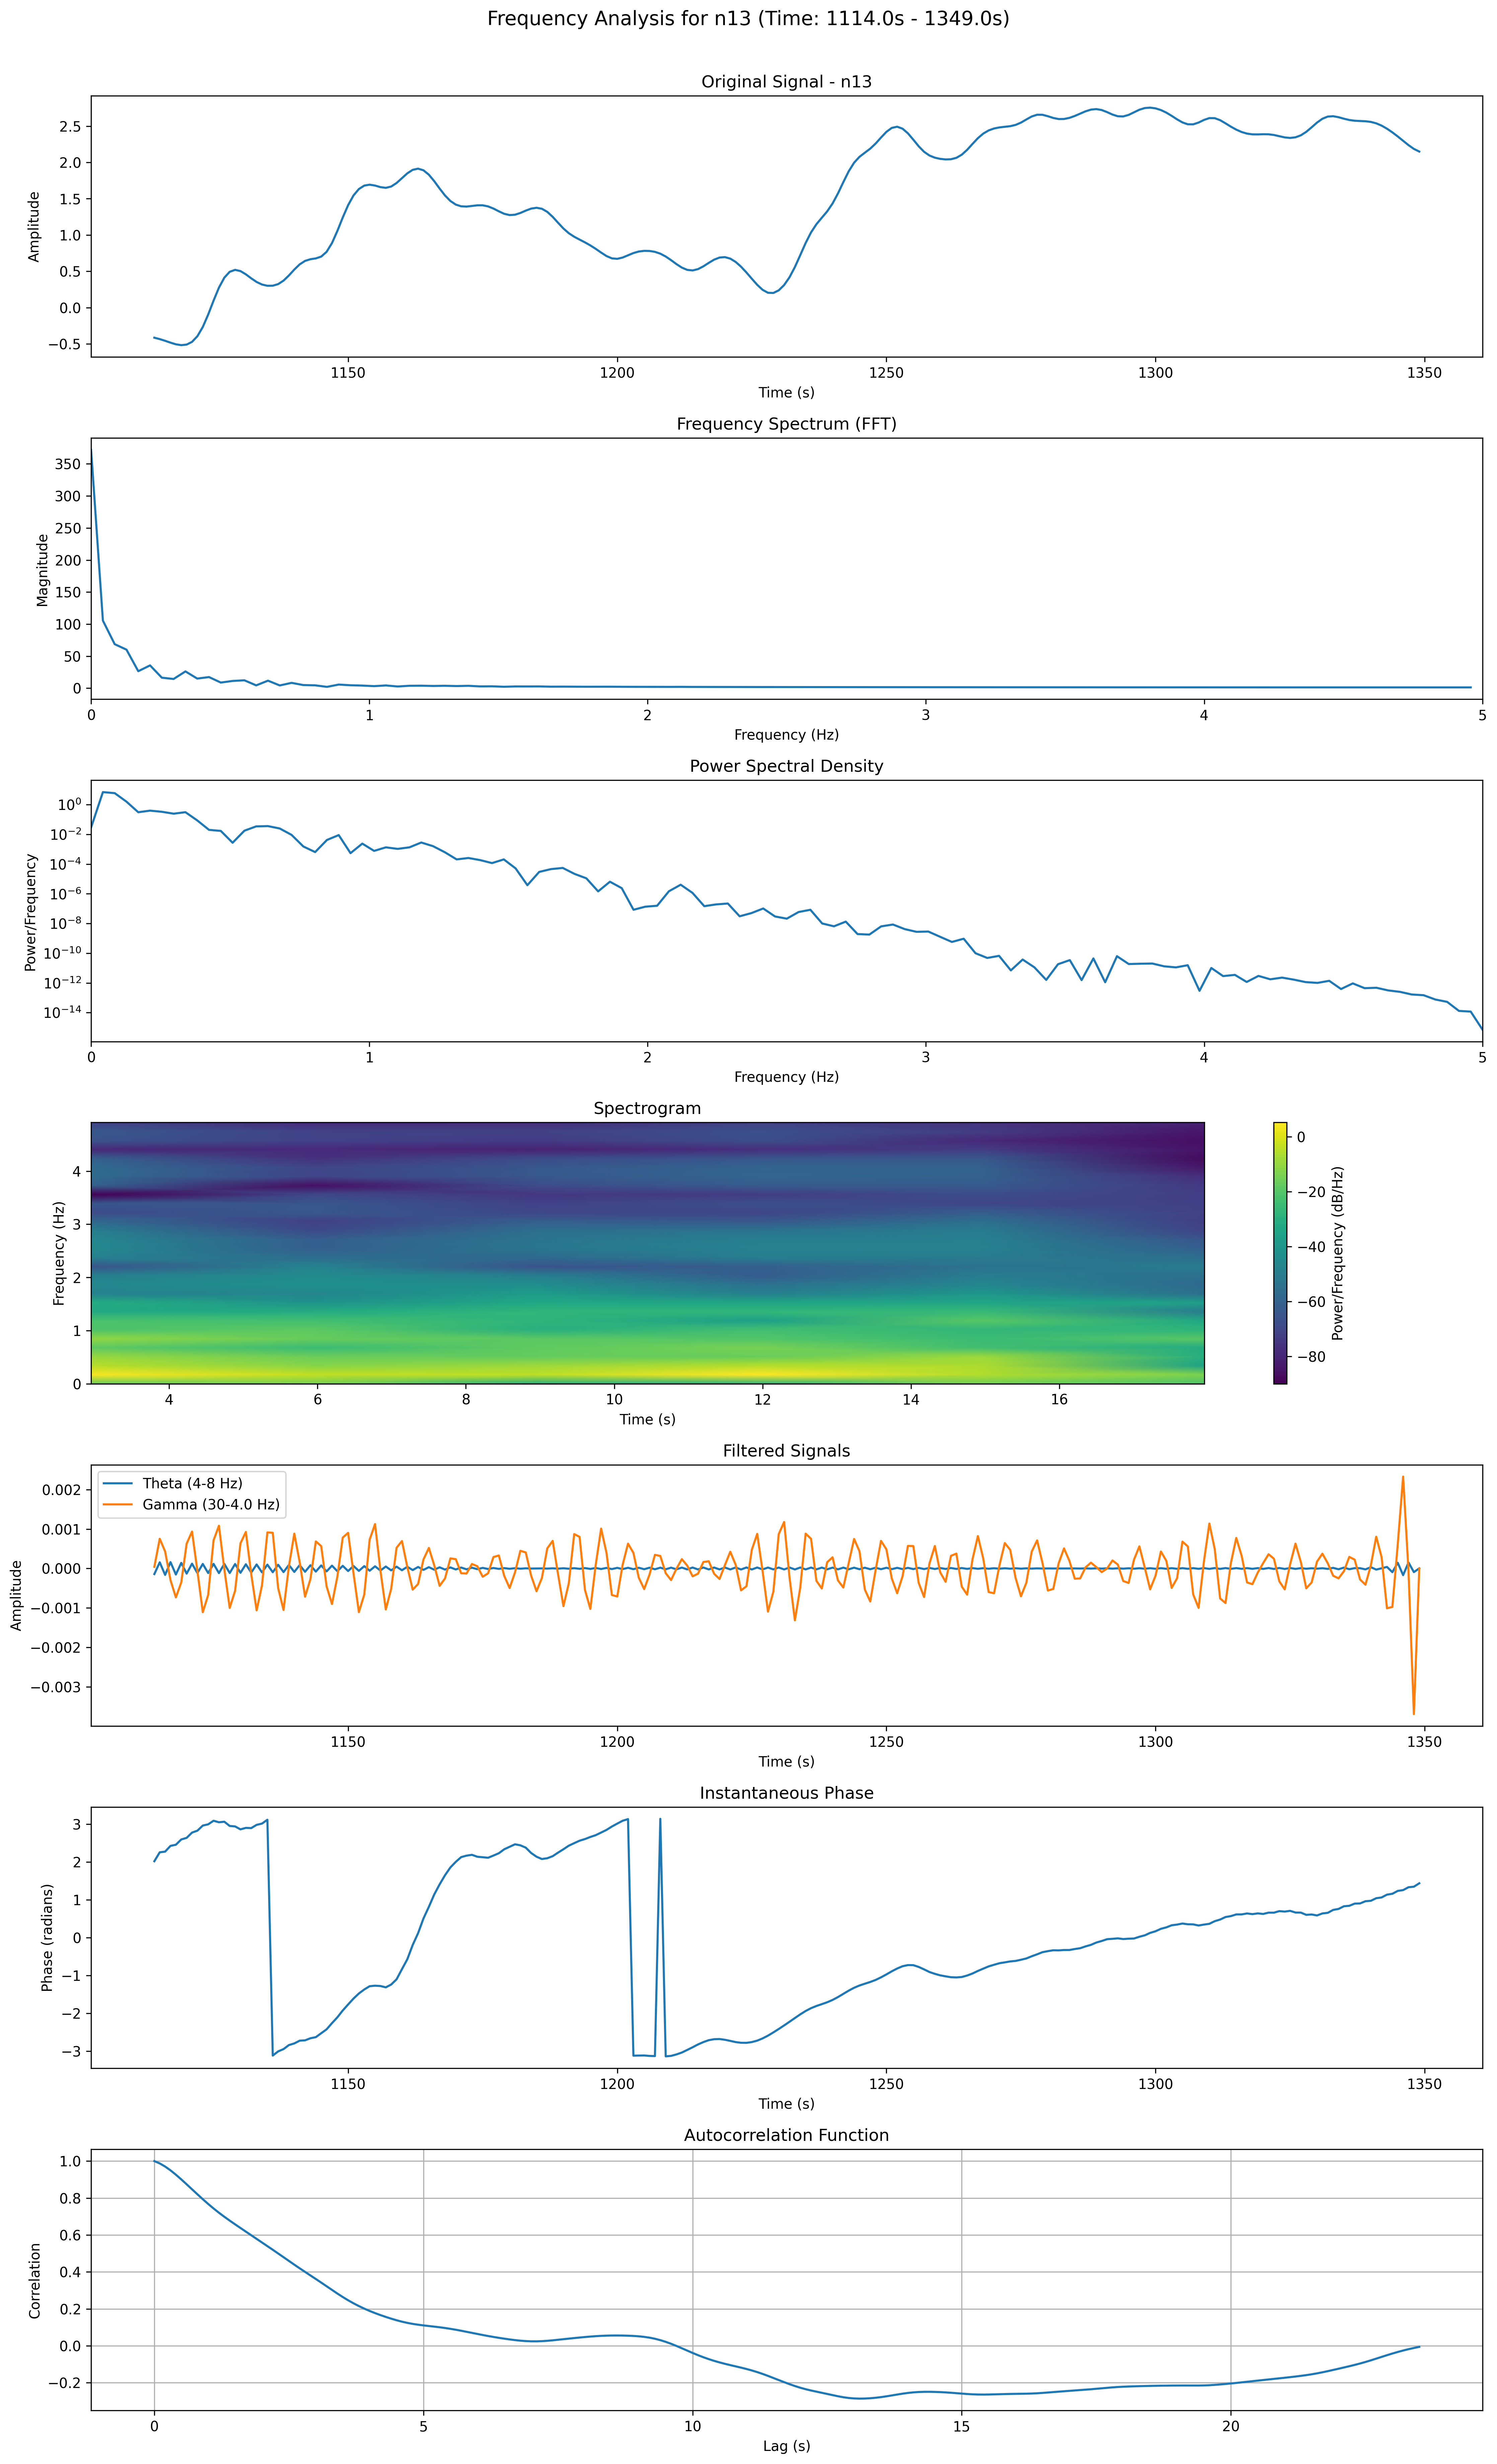 Frequency Analysis for n13 (Time: 1114.0s - 1349.0s)
Original Signal - n13
Amplitude
2.5
2.0
1.5
1.0
0.5
0.0
−0.5
1150 1200 1250 1300 1350
Time (s)
Frequency Spectrum (FFT)
Magnitude
350
300
250
200
150
100
50
0
0 1 2 3 4 5
Frequency (Hz)
Power Spectral Density
Power/Frequency
10⁰
10⁻²
10⁻⁴
10⁻⁶
10⁻⁸
10⁻¹⁰
10⁻¹²
10⁻¹⁴
0 1 2 3 4 5
Frequency (Hz)
Spectrogram
Frequency (Hz)
4
3
2
1
0
4 6 8 10 12 14 16
Time (s)
0
−20
−40
−60
−80
Power/Frequency (dB/Hz)
Filtered Signals
Theta (4-8 Hz)
Gamma (30-4.0 Hz)
Amplitude
0.002
0.001
0.000
−0.001
−0.002
−0.003
1150 1200 1250 1300 1350
Time (s)
Instantaneous Phase
Phase (radians)
3
2
1
0
−1
−2
−3
1150 1200 1250 1300 1350
Time (s)
Autocorrelation Function
Correlation
1.0
0.8
0.6
0.4
0.2
0.0
−0.2
0 5 10 15 20
Lag (s)